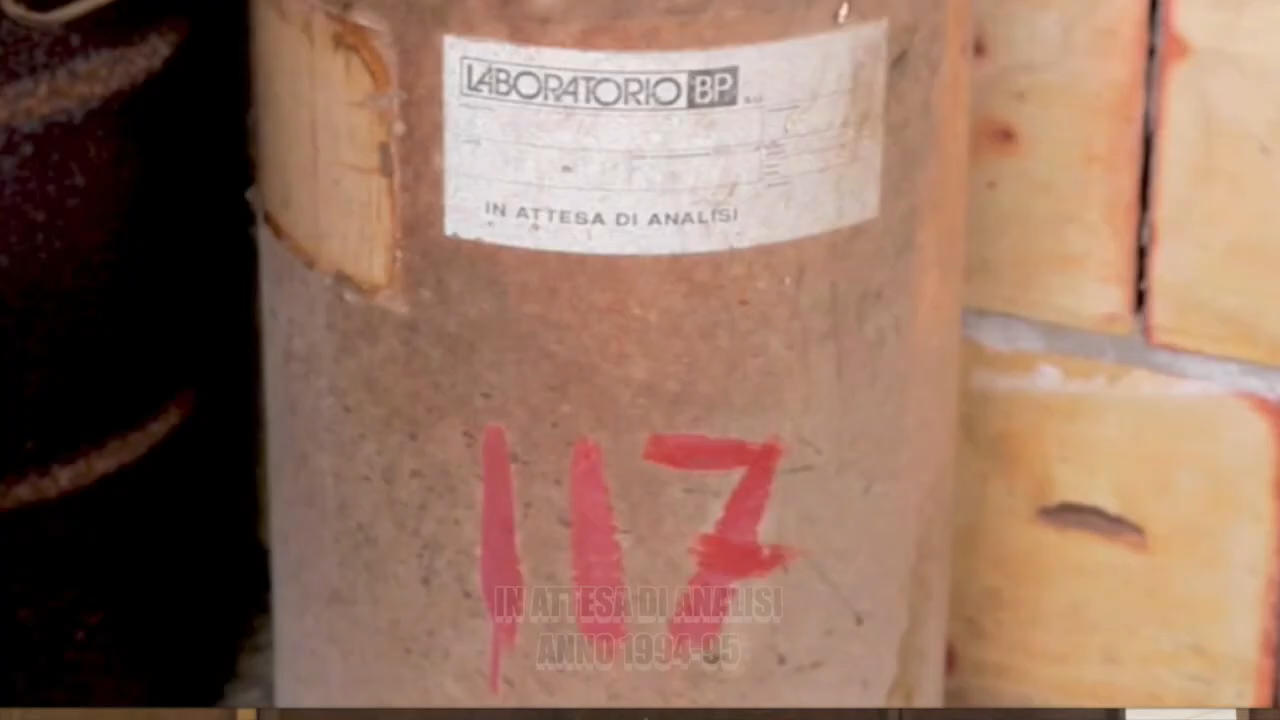 LABORATORIO BP
IN ATTESA DI ANALISI
117
IN ATTESA DI ANALISI
ANNO 1994-95